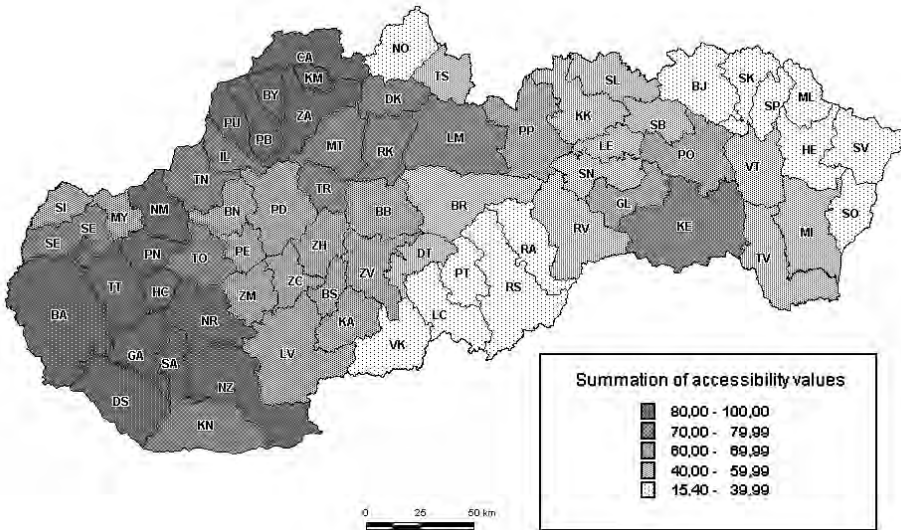 NO
CA
KM
TS
SL
BJ
SK
SP
ML
BY
DK
ZA
PU
PB
KK
SB
PP
MT
RK
LM
LE
PO
HE
SV
IL
VT
TN
TR
SN
SI
MY
NM
BN
PD
BB
BR
GL
SO
SE
SE
PN
TO
PE
ZH
RA
RV
KE
MI
DT
PT
ZV
TV
TT
HC
ZM
ZC
BS
RS
BA
NR
KA
LC
GA
SA
LV
VK
NZ
DS
KN
Summation of accessibility values
80,00 - 100,00
70,00 - 79,99
60,00 - 69,99
40,00 - 59,99
15,40 - 39,99
0 25 50 km